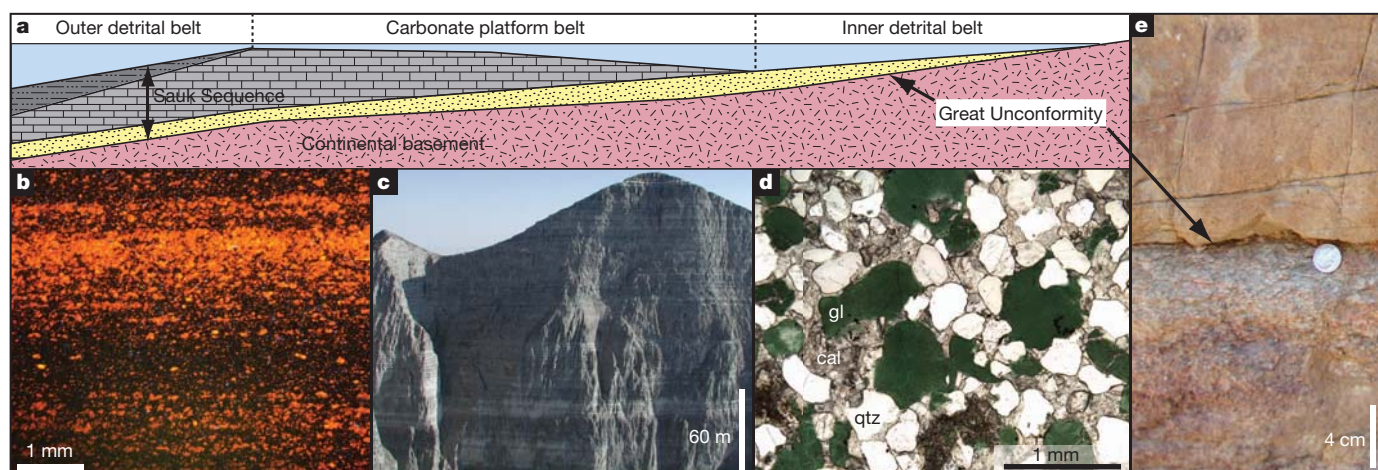 a
Outer detrital belt
Carbonate platform belt
Inner detrital belt
e
Sauk Sequence
Great Unconformity
Continental basement
b
c
d
gl
cal
qtz
1 mm
60 m
1 mm
4 cm